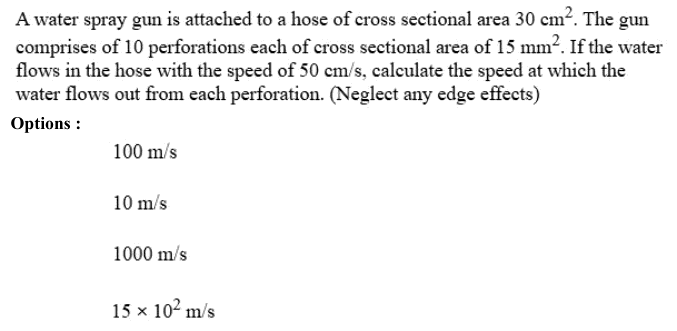 A water spray gun is attached to a hose of cross sectional area 30 cm². The gun
comprises of 10 perforations each of cross sectional area of 15 mm². If the water
flows in the hose with the speed of 50 cm/s, calculate the speed at which the
water flows out from each perforation. (Neglect any edge effects)
Options :
100 m/s
10 m/s
1000 m/s
15 × 10² m/s